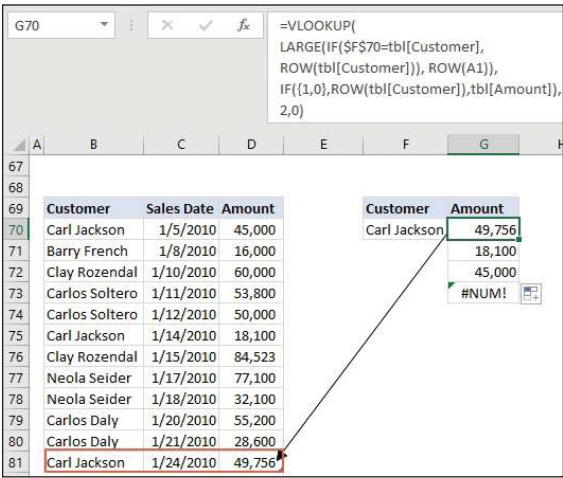 G70 fx =VLOOKUP(
LARGE(IF($F$70=tbl[Customer],
ROW(tbl[Customer])), ROW(A1)),
IF({1,0},ROW(tbl[Customer]),tbl[Amount]),
2,0)
A B C D E F G H
67
68
69 Customer Sales Date Amount Customer Amount
70 Carl Jackson 1/5/2010 45,000 Carl Jackson 49,756
71 Barry French 1/8/2010 16,000 18,100
72 Clay Rozendal 1/10/2010 60,000 45,000
73 Carlos Soltero 1/11/2010 53,800 #NUM!
74 Carlos Soltero 1/12/2010 50,000
75 Carl Jackson 1/14/2010 18,100
76 Clay Rozendal 1/15/2010 84,523
77 Neola Seider 1/17/2010 77,100
78 Neola Seider 1/18/2010 32,100
79 Carlos Daly 1/20/2010 55,200
80 Carlos Daly 1/21/2010 28,600
81 Carl Jackson 1/24/2010 49,756